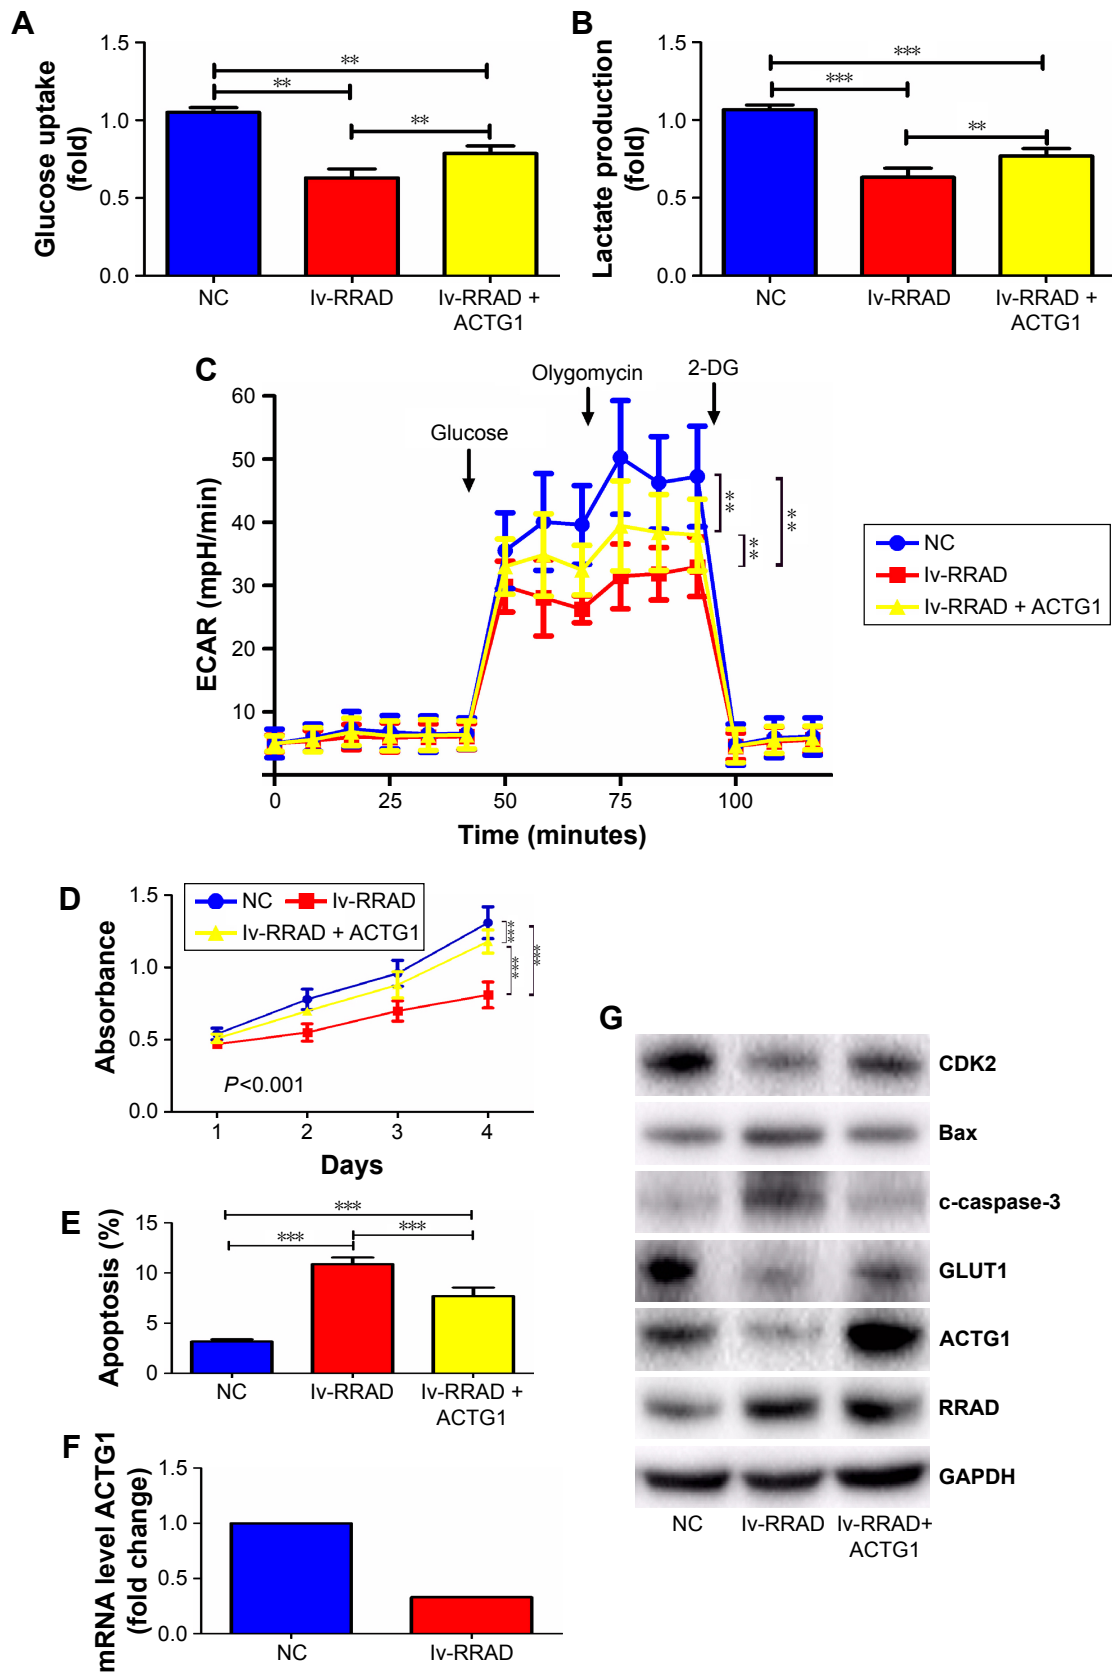 A
Glucose uptake
(fold)
1.5
1.0
0.5
0.0
**
**
**
NC
lv-RRAD
lv-RRAD +
ACTG1
B
Lactate production
(fold)
1.5
1.0
0.5
0.0
***
***
**
NC
lv-RRAD
lv-RRAD +
ACTG1
C
ECAR (mpH/min)
60
50
40
30
20
10
Glucose
Olygomycin
2-DG
**
**
**
0
25
50
75
100
Time (minutes)
NC
lv-RRAD
lv-RRAD + ACTG1
D
Absorbance
1.5
1.0
0.5
0.0
NC
lv-RRAD
lv-RRAD + ACTG1
***
***
***
P<0.001
1
2
3
4
Days
E
Apoptosis (%)
15
10
5
0
***
***
***
NC
lv-RRAD
lv-RRAD +
ACTG1
F
mRNA level ACTG1
(fold change)
1.5
1.0
0.5
0.0
NC
lv-RRAD
G
CDK2
Bax
c-caspase-3
GLUT1
ACTG1
RRAD
GAPDH
NC
lv-RRAD
lv-RRAD+
ACTG1